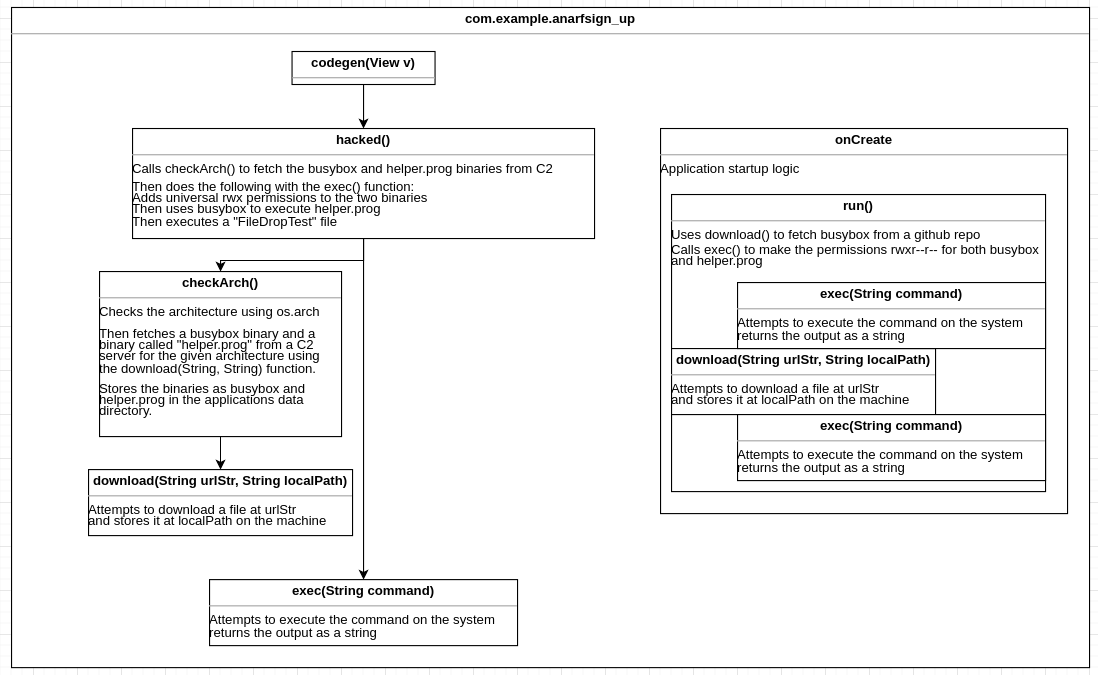 com.example.anarfsign_up
codegen(View v)
hacked()
Calls checkArch() to fetch the busybox and helper.prog binaries from C2
Then does the following with the exec() function:
Adds universal rwx permissions to the two binaries
Then uses busybox to execute helper.prog
Then executes a "FileDropTest" file
checkArch()
Checks the architecture using os.arch
Then fetches a busybox binary and a
binary called "helper.prog" from a C2
server for the given architecture using
the download(String, String) function.
Stores the binaries as busybox and
helper.prog in the applications data
directory.
download(String urlStr, String localPath)
Attempts to download a file at urlStr
and stores it at localPath on the machine
exec(String command)
Attempts to execute the command on the system
returns the output as a string
onCreate
Application startup logic
run()
Uses download() to fetch busybox from a github repo
Calls exec() to make the permissions rwxr--r-- for both busybox
and helper.prog
exec(String command)
Attempts to execute the command on the system
returns the output as a string
download(String urlStr, String localPath)
Attempts to download a file at urlStr
and stores it at localPath on the machine
exec(String command)
Attempts to execute the command on the system
returns the output as a string